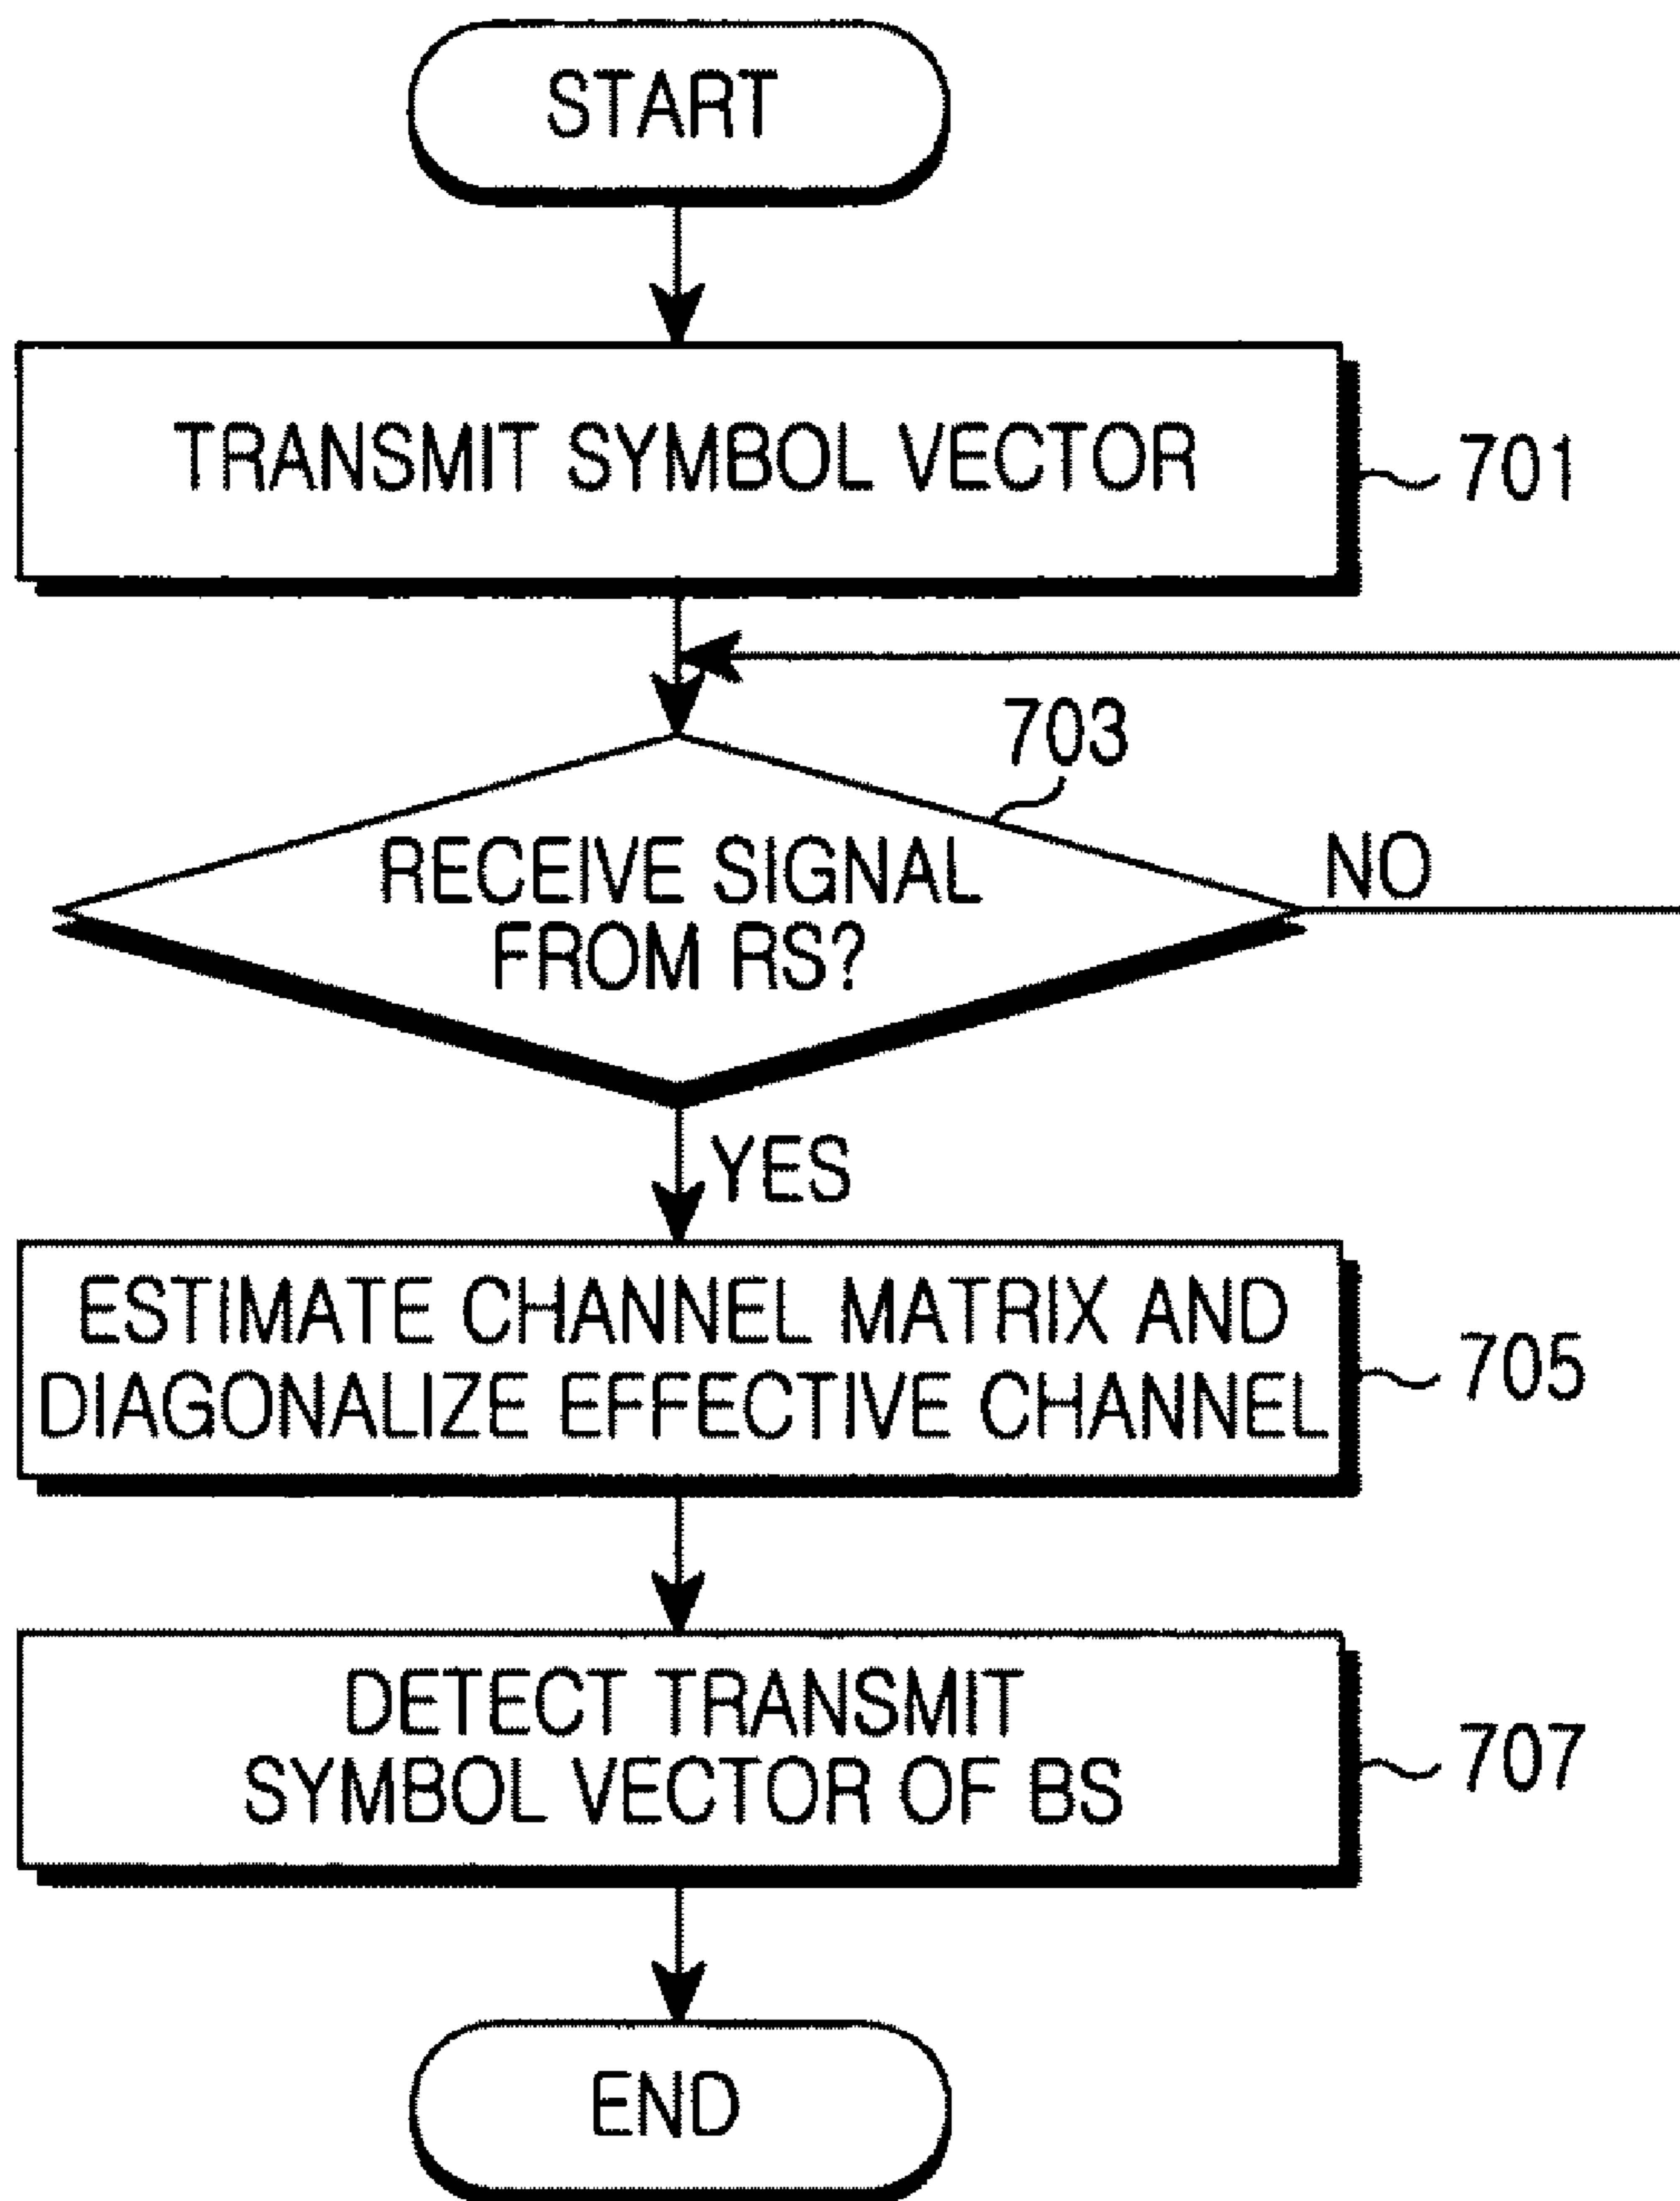 START
TRANSMIT SYMBOL VECTOR
701
703
RECEIVE SIGNAL
FROM RS?
NO
YES
ESTIMATE CHANNEL MATRIX AND
DIAGONALIZE EFFECTIVE CHANNEL
705
DETECT TRANSMIT
SYMBOL VECTOR OF BS
707
END